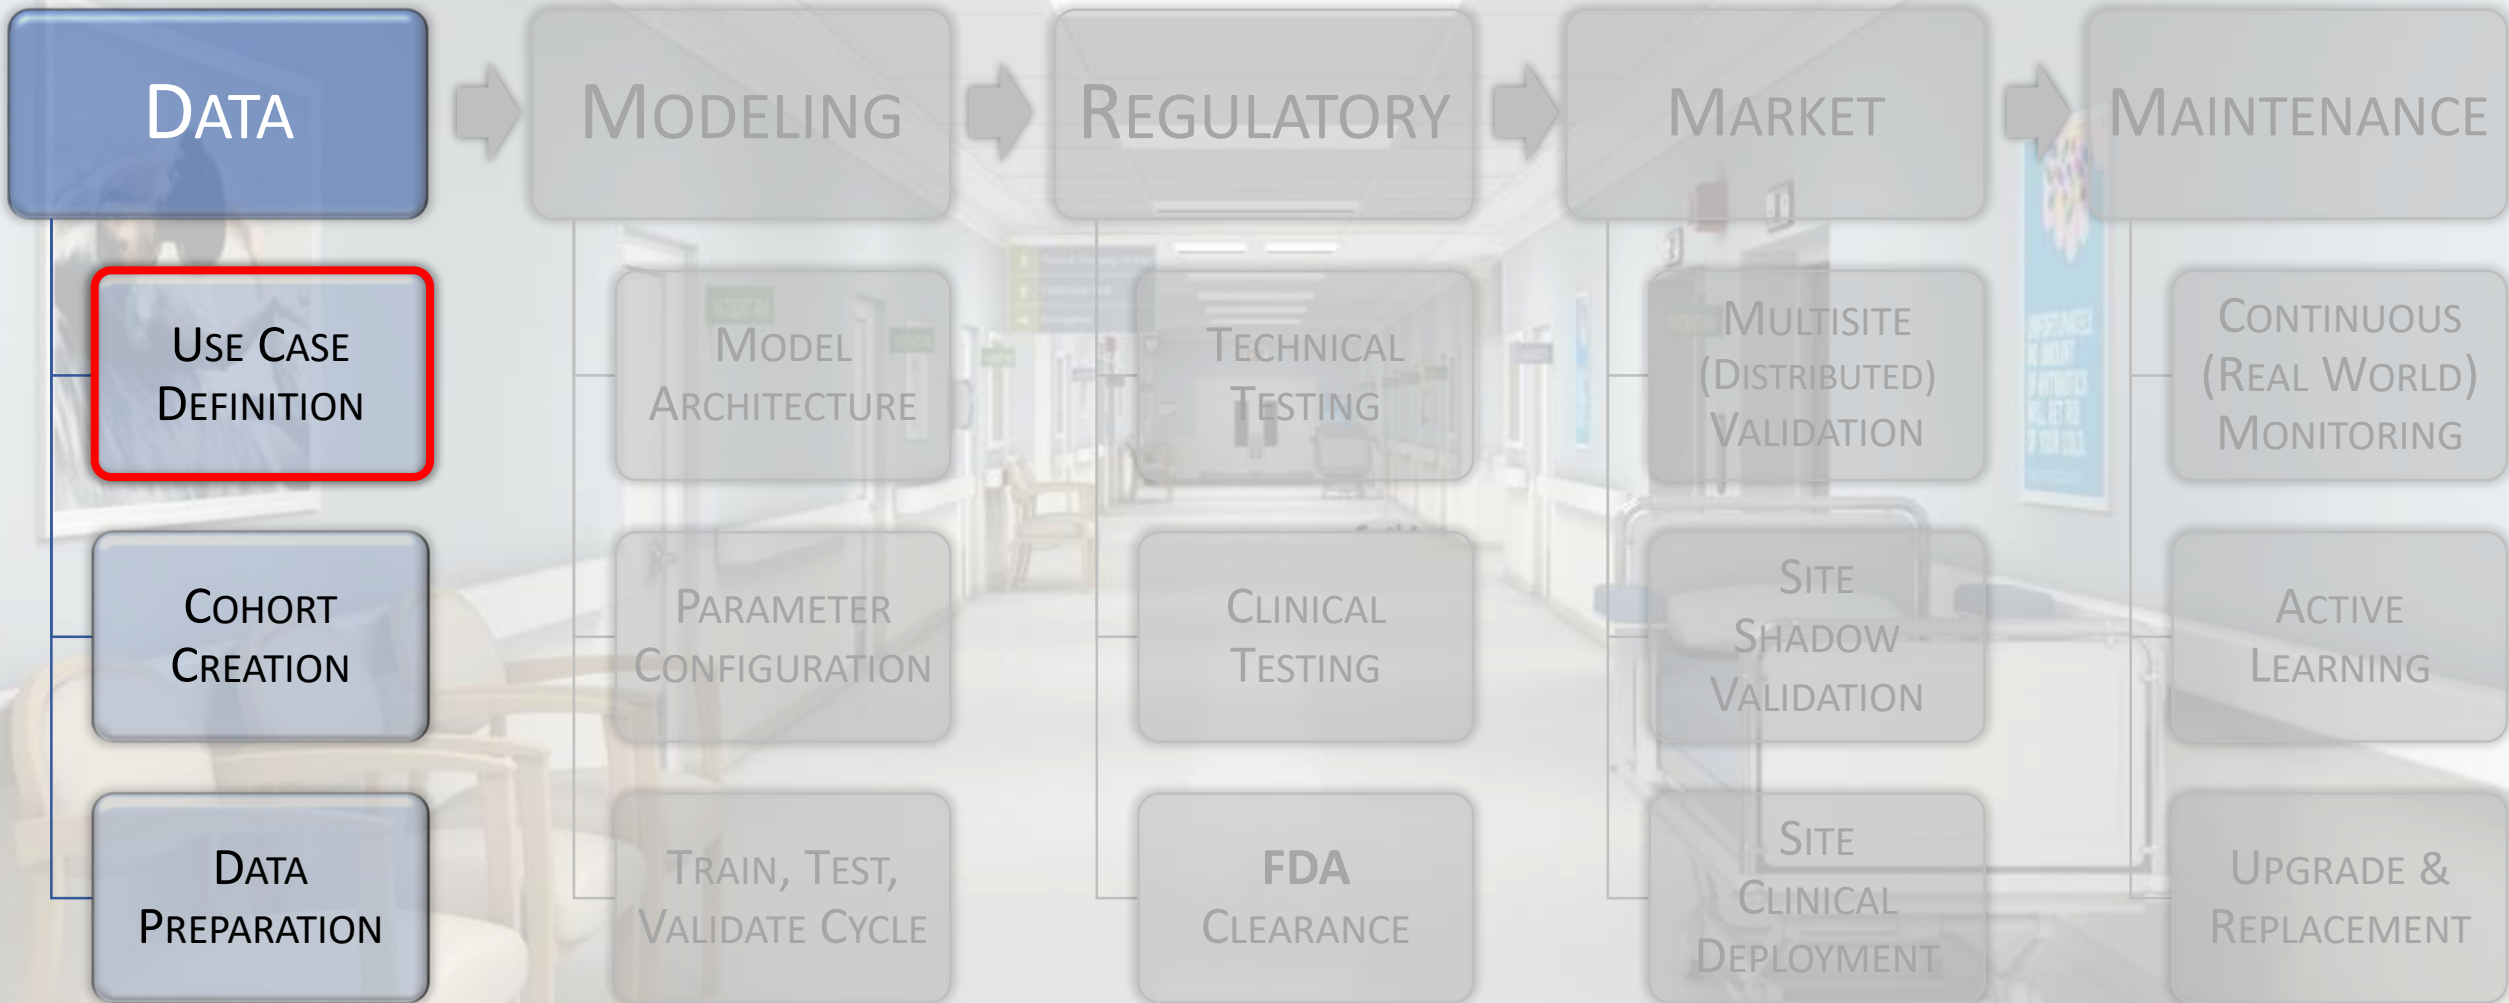 DATA
USE CASE
DEFINITION
COHORT
CREATION
DATA
PREPARATION
MODELING
MODEL
ARCHITECTURE
PARAMETER
CONFIGURATION
TRAIN, TEST,
VALIDATE CYCLE
REGULATORY
TECHNICAL
TESTING
CLINICAL
TESTING
FDA
CLEARANCE
MARKET
MULTISITE
(DISTRIBUTED)
VALIDATION
SITE
SHADOW
VALIDATION
SITE
CLINICAL
DEPLOYMENT
MAINTENANCE
CONTINUOUS
(REAL WORLD)
MONITORING
ACTIVE
LEARNING
UPGRADE &
REPLACEMENT